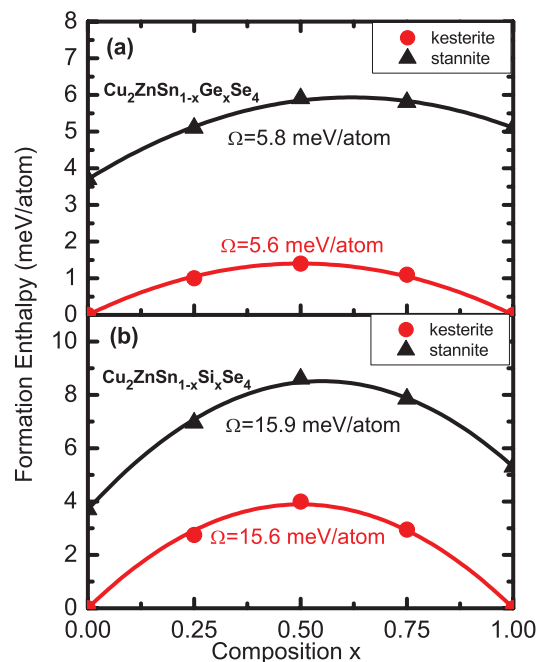 8
7
6
5
4
3
2
1
0
(a)
kesterite
stannite
Cu₂ZnSn₁₋ₓGeₓSe₄
Ω=5.8 meV/atom
Ω=5.6 meV/atom
Formation Enthalpy (meV/atom)
10
8
6
4
2
0
(b)
kesterite
stannite
Cu₂ZnSn₁₋ₓSiₓSe₄
Ω=15.9 meV/atom
Ω=15.6 meV/atom
0.00 0.25 0.50 0.75 1.00
Composition x